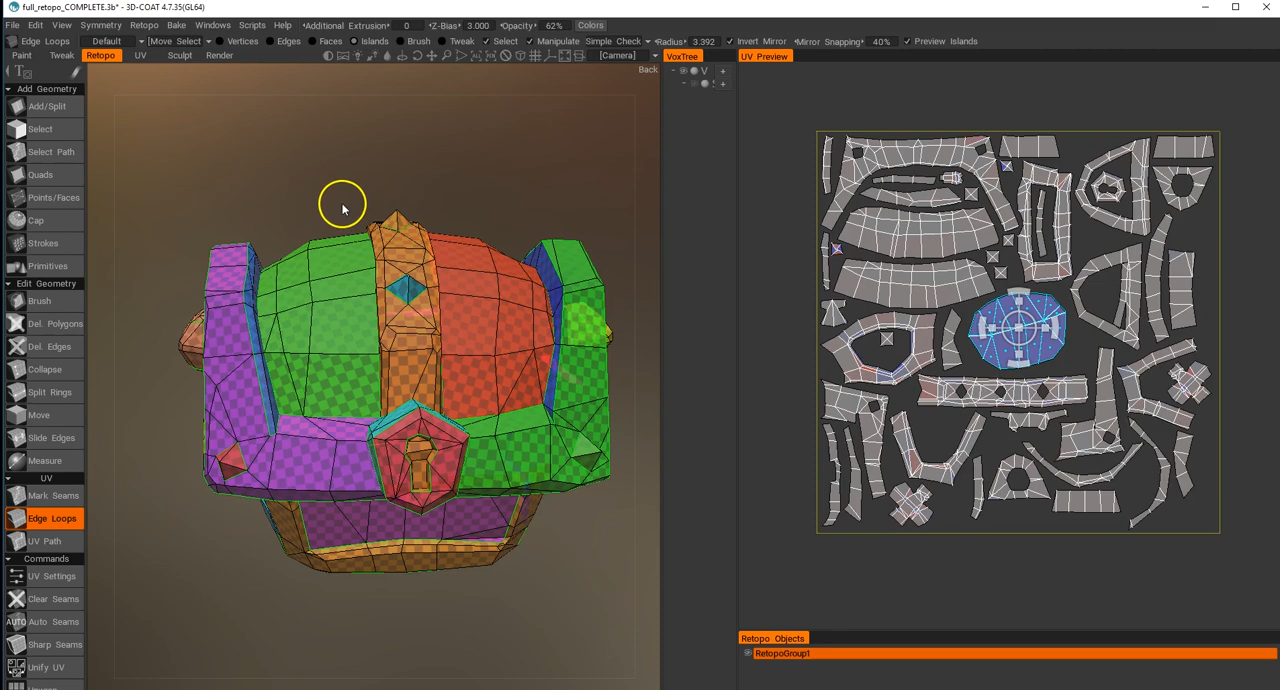 full_retopo_COMPLETE.3b* - 3D-COAT 4.7.35(GL64)
File Edit View Symmetry Retopo Bake Windows Scripts Help Additional Extrusion 0 Z-Bias 3.000 Opacity 62% Colors
Edge Loops Default [Move Select Vertices Edges Faces Islands Brush Tweak Select Manipulate Simple Check Radius 3.392 Invert Mirror Mirror Snapping 40% Preview Islands
Paint Tweak Retopo UV Sculpt Render [Camera] VoxTree UV Preview
Back
V
Add Geometry
Add/Split
Select
Select Path
Quads
Points/Faces
Cap
Strokes
Primitives
Edit Geometry
Brush
Del. Polygons
Del. Edges
Collapse
Split Rings
Move
Slide Edges
Measure
UV
Mark Seams
Edge Loops
UV Path
Commands
UV Settings
Clear Seams
AUTO Auto Seams
Sharp Seams
Unify UV
Retopo Objects
RetopoGroup1